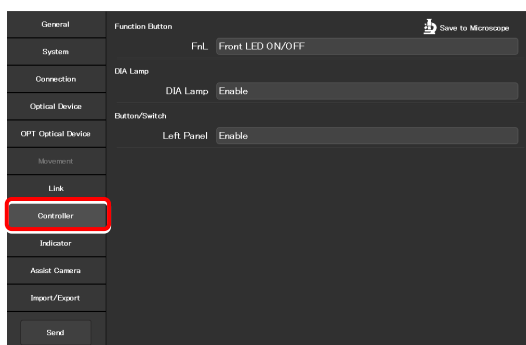 General
System
Connection
Optical Device
OPT Optical Device
Movement
Link
Controller
Indicator
Assist Camera
Import/Export
Send
Function Button
Save to Microscope
FnL Front LED ON/OFF
DIA Lamp
DIA Lamp Enable
Button/Switch
Left Panel Enable